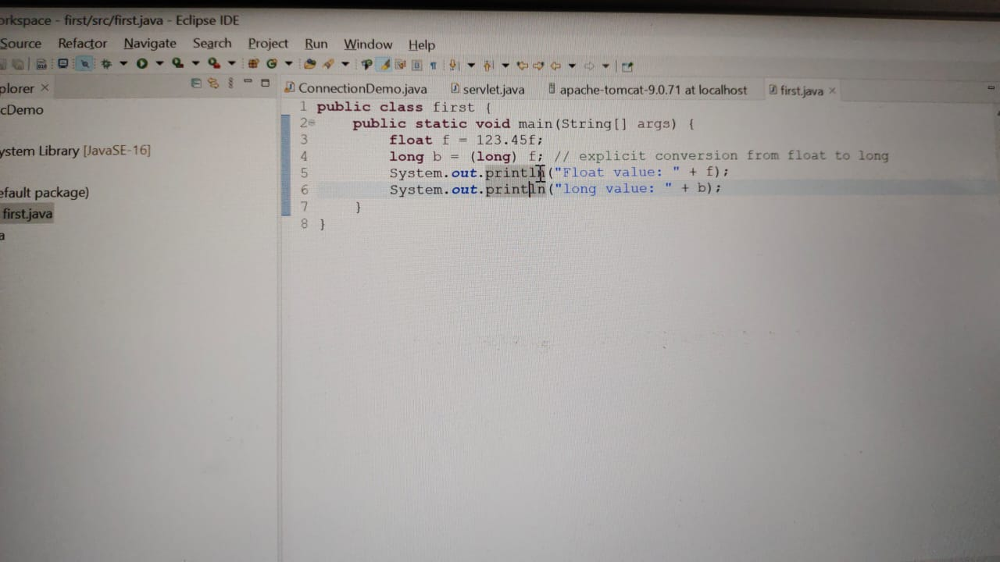 orkspace - first/src/first.java - Eclipse IDE
Source Refactor Navigate Search Project Run Window Help
plorer
ConnectionDemo.java servlet.java apache-tomcat-9.0.71 at localhost first.java
cDemo
ystem Library [JavaSE-16]
efault package)
first.java
a
1 public class first {
2 public static void main(String[] args) {
3 float f = 123.45f;
4 long b = (long) f; // explicit conversion from float to long
5 System.out.println("Float value: " + f);
6 System.out.println("long value: " + b);
7 }
8 }